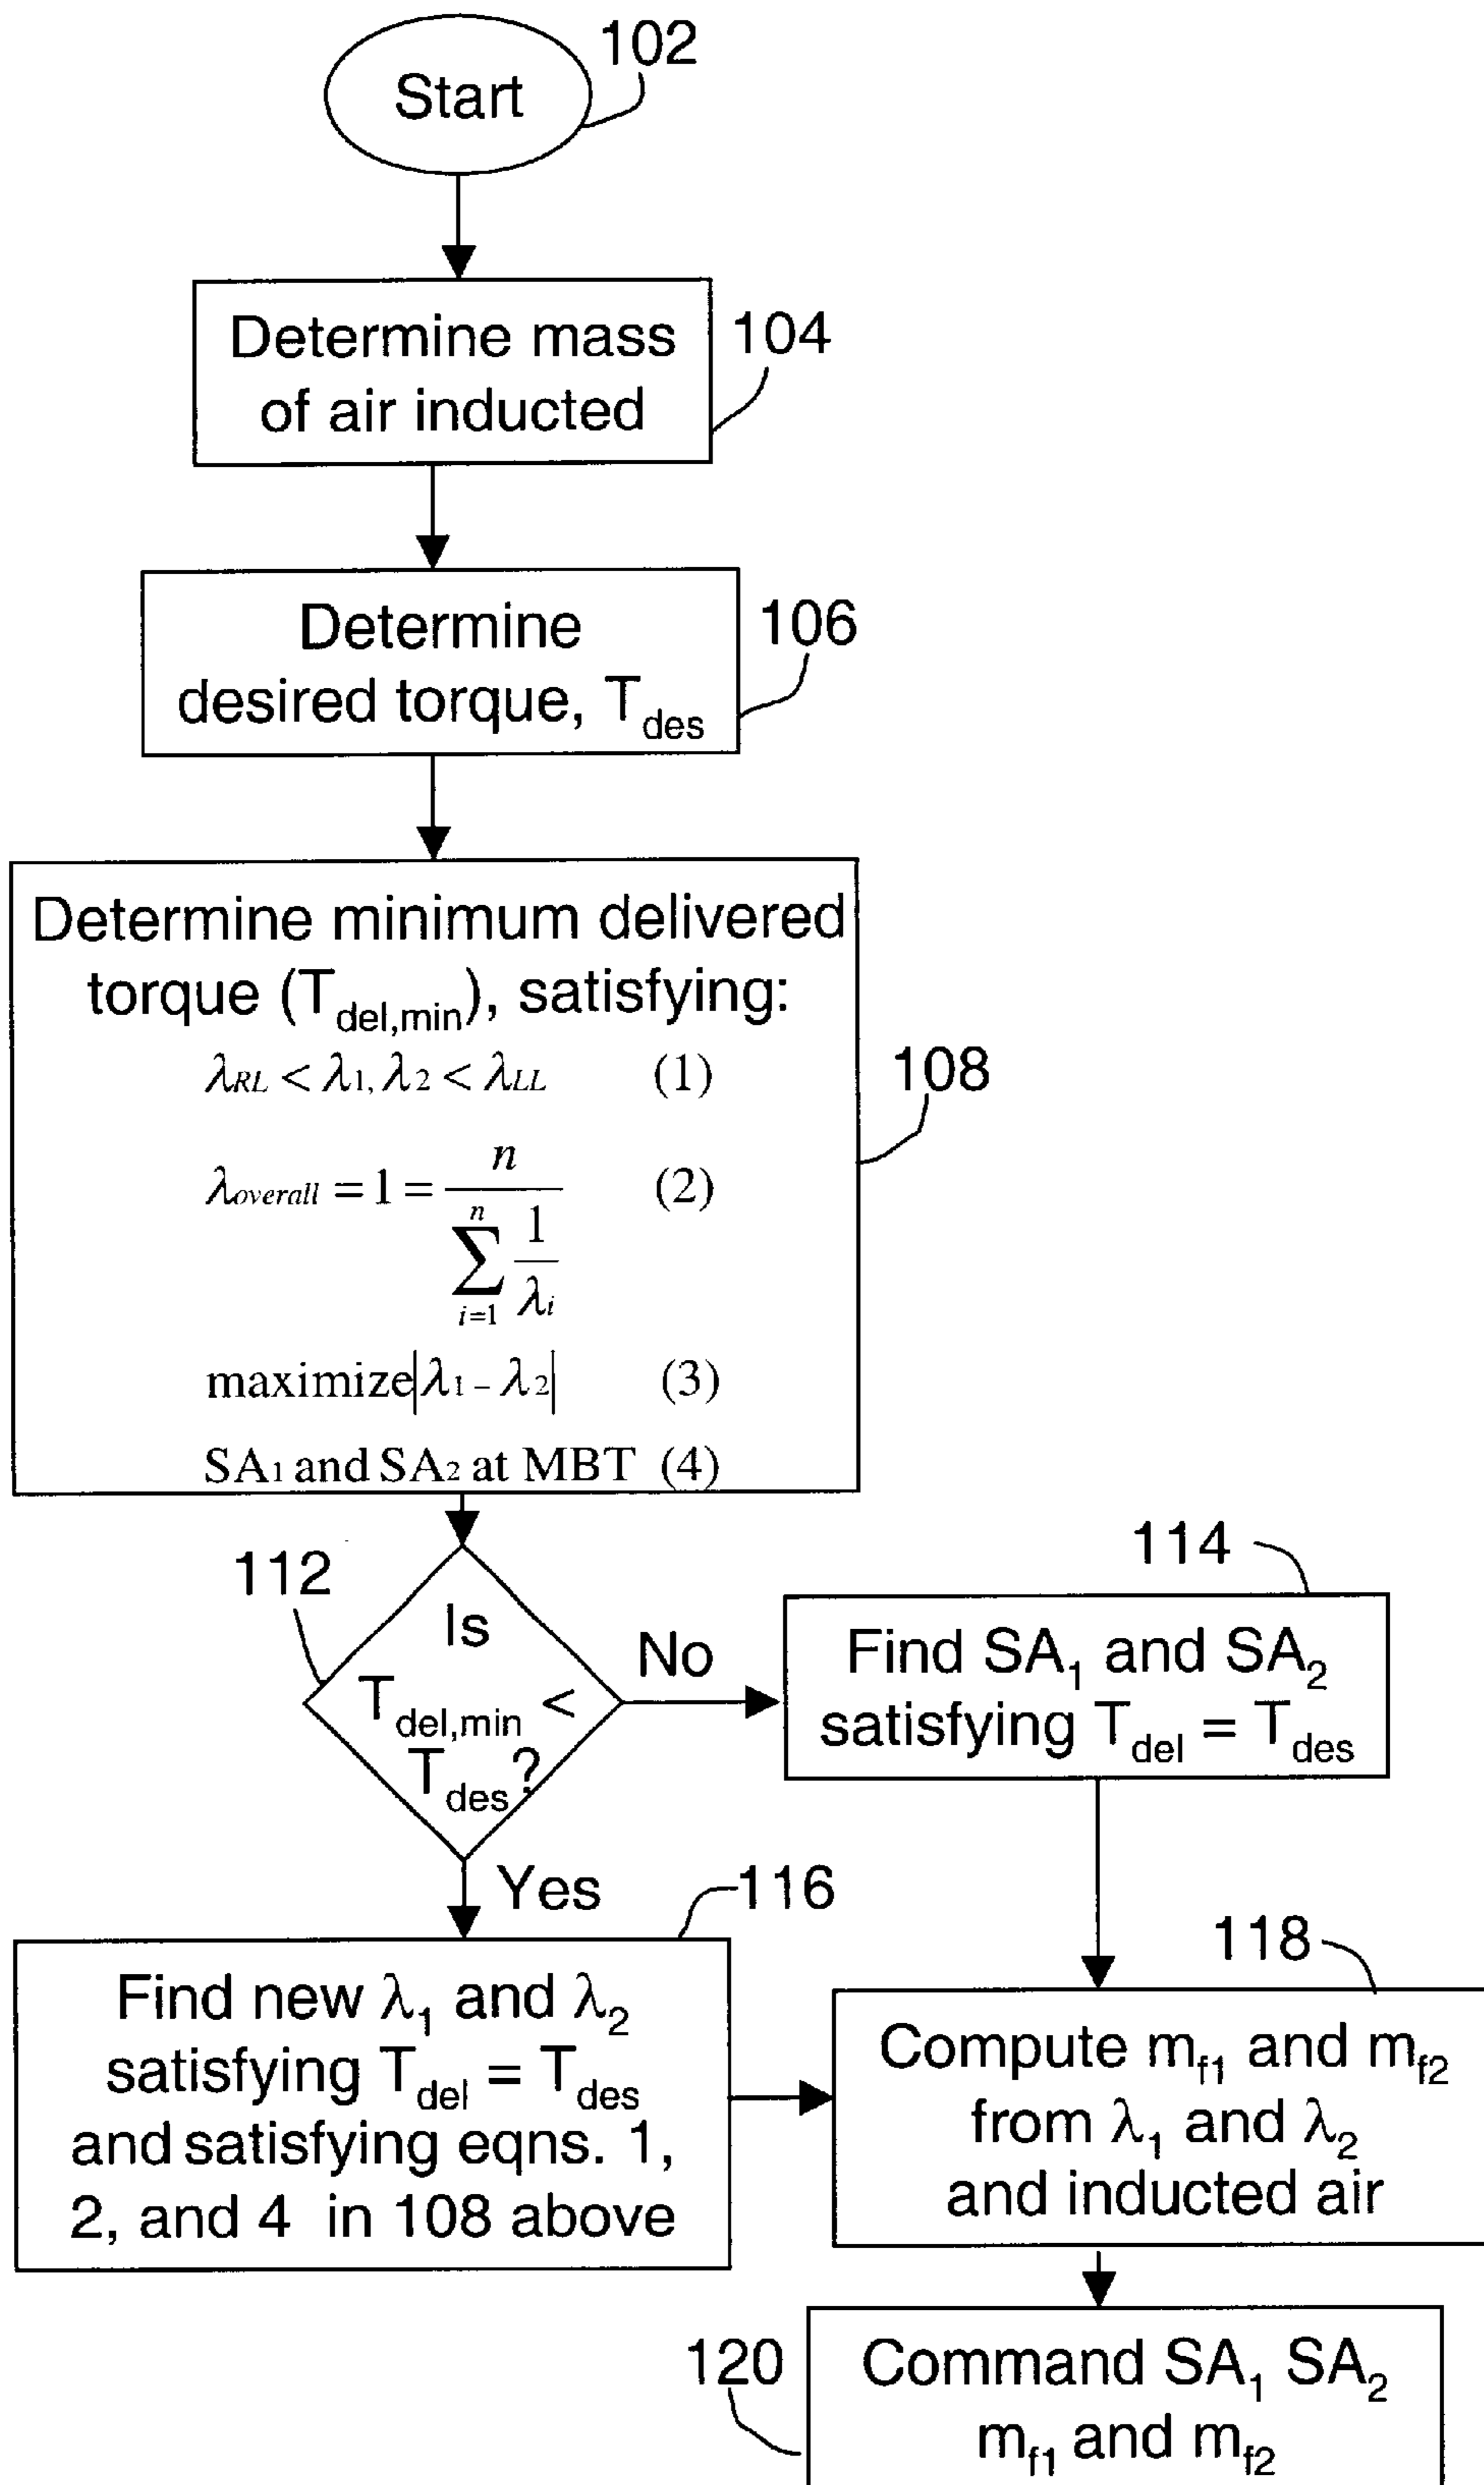 Start
102
Determine mass
of air inducted
104
Determine
desired torque, T_des
106
Determine minimum delivered
torque (T_del,min), satisfying:
λ_RL < λ_1, λ_2 < λ_LL (1)
λ_overall = 1 = n / ∑_{i=1}^{n} 1/λ_i (2)
maximize|λ_1 - λ_2| (3)
SA_1 and SA_2 at MBT (4)
108
112
Is
T_del,min <
T_des?
No
114
Find SA_1 and SA_2
satisfying T_del = T_des
Yes
116
Find new λ_1 and λ_2
satisfying T_del = T_des
and satisfying eqns. 1,
2, and 4 in 108 above
118
Compute m_f1 and m_f2
from λ_1 and λ_2
and inducted air
120
Command SA_1 SA_2
m_f1 and m_f2